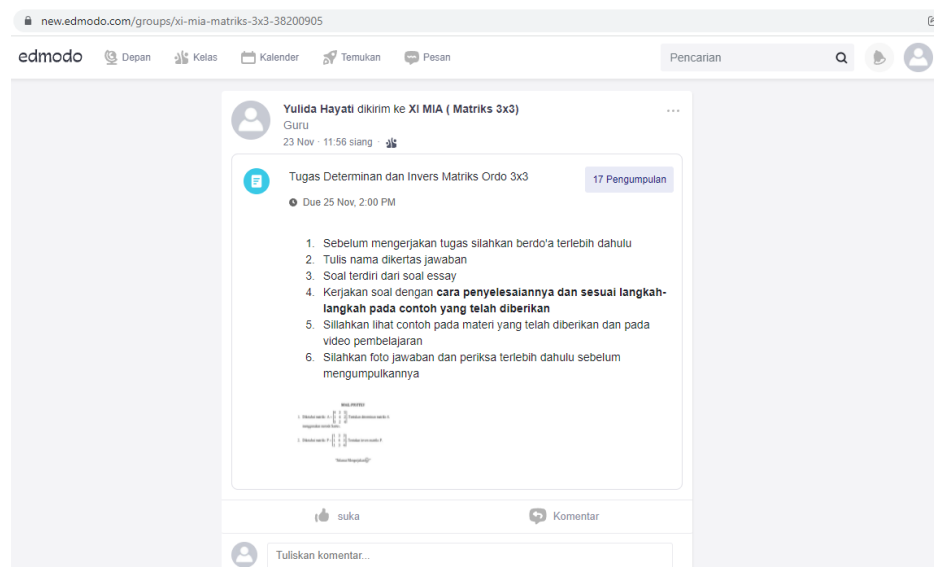 new.edmodo.com/groups/xi-mia-matriks-3x3-38200905
edmodo Depan Kelas Kalender Temukan Pesan Pencarian
Yulida Hayati dikirim ke XI MIA ( Matriks 3x3)
Guru
23 Nov · 11:56 siang ·
Tugas Determinan dan Invers Matriks Ordo 3x3
17 Pengumpulan
Due 25 Nov, 2:00 PM
1. Sebelum mengerjakan tugas silahkan berdo'a terlebih dahulu
2. Tulis nama dikertas jawaban
3. Soal terdiri dari soal essay
4. Kerjakan soal dengan cara penyelesaiannya dan sesuai langkah-
langkah pada contoh yang telah diberikan
5. Sillahkan lihat contoh pada materi yang telah diberikan dan pada
video pembelajaran
6. Silahkan foto jawaban dan periksa terlebih dahulu sebelum
mengumpulkannya
suka Komentar
Tuliskan komentar...